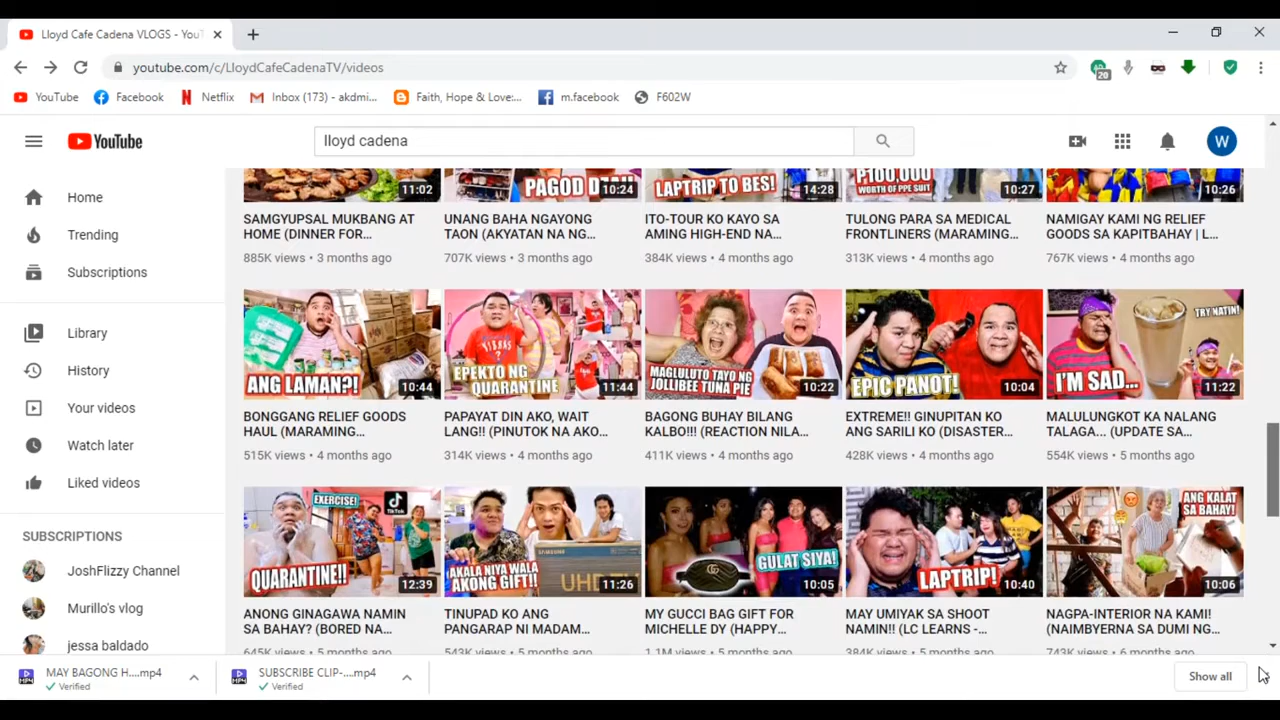 Lloyd Cafe Cadena VLOGS - YouT
youtube.com/c/LloydCafeCadenaTV/videos
20
YouTube
Facebook
Netflix
Inbox (173) - akdmi...
Faith, Hope & Love:...
m.facebook
F602W
YouTube
lloyd cadena
W
Home
Trending
Subscriptions
Library
History
Your videos
Watch later
Liked videos
SUBSCRIPTIONS
JoshFlizzy Channel
Murillo's vlog
jessa baldado
11:02
10:24
LAPTRIP TO BES!
14:28
P100,000
WORTH OF PPE SUIT
10:27
10:26
SAMGYUPSAL MUKBANG AT
HOME (DINNER FOR...
885K views • 3 months ago
UNANG BAHA NGAYONG
TAON (AKYATAN NA NG...
707K views • 3 months ago
ITO-TOUR KO KAYO SA
AMING HIGH-END NA...
384K views • 4 months ago
TULONG PARA SA MEDICAL
FRONTLINERS (MARAMING...
313K views • 4 months ago
NAMIGAY KAMI NG RELIEF
GOODS SA KAPITBAHAY | L...
767K views • 4 months ago
ANG LAMAN?!
10:44
EPEKTO NG
QUARANTINE
11:44
MAGLULUTO TAYO NG
JOLLIBEE TUNA PIE
10:22
EPIC PANOT!
10:04
TRY NATIN!
I'M SAD...
11:22
BONGGANG RELIEF GOODS
HAUL (MARAMING...
515K views • 4 months ago
PAPAYAT DIN AKO, WAIT
LANG!! (PINUTOK NA AKO...
314K views • 4 months ago
BAGONG BUHAY BILANG
KALBO!!! (REACTION NILA...
411K views • 4 months ago
EXTREME!! GINUPITAN KO
ANG SARILI KO (DISASTER...
428K views • 4 months ago
MALULUNGKOT KA NALANG
TALAGA... (UPDATE SA...
554K views • 5 months ago
EXERCISE!
QUARANTINE!!
12:39
AKALA NIYA WALA
AKONG GIFT!!
SAMSUNG
11:26
GULAT SIYA!
10:05
LAPTRIP!
10:40
ANG KALAT
SA BAHAY!
10:06
ANONG GINAGAWA NAMIN
SA BAHAY? (BORED NA...
645K views • 5 months ago
TINUPAD KO ANG
PANGARAP NI MADAM...
543K views • 5 months ago
MY GUCCI BAG GIFT FOR
MICHELLE DY (HAPPY...
1.1M views • 5 months ago
MAY UMIYAK SA SHOOT
NAMIN!! (LC LEARNS -...
384K views • 5 months ago
NAGPA-INTERIOR NA KAMI!
(NAIMBYERNA SA DUMI NG...
743K views • 6 months ago
MAY BAGONG H....mp4
Verified
SUBSCRIBE CLIP-....mp4
Verified
Show all